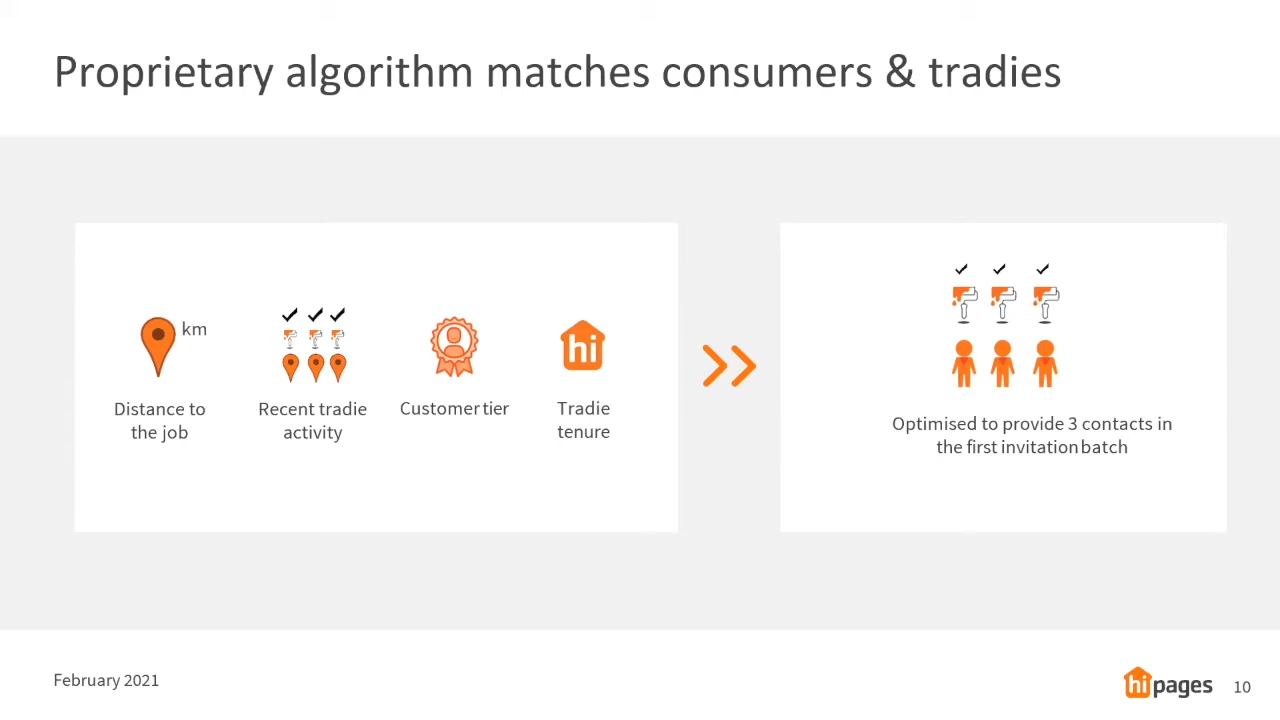 Proprietary algorithm matches consumers & tradies
km
Distance to
the job
Recent tradie
activity
Customer tier
hi
Tradie
tenure
Optimised to provide 3 contacts in
the first invitation batch
February 2021
hipages
10